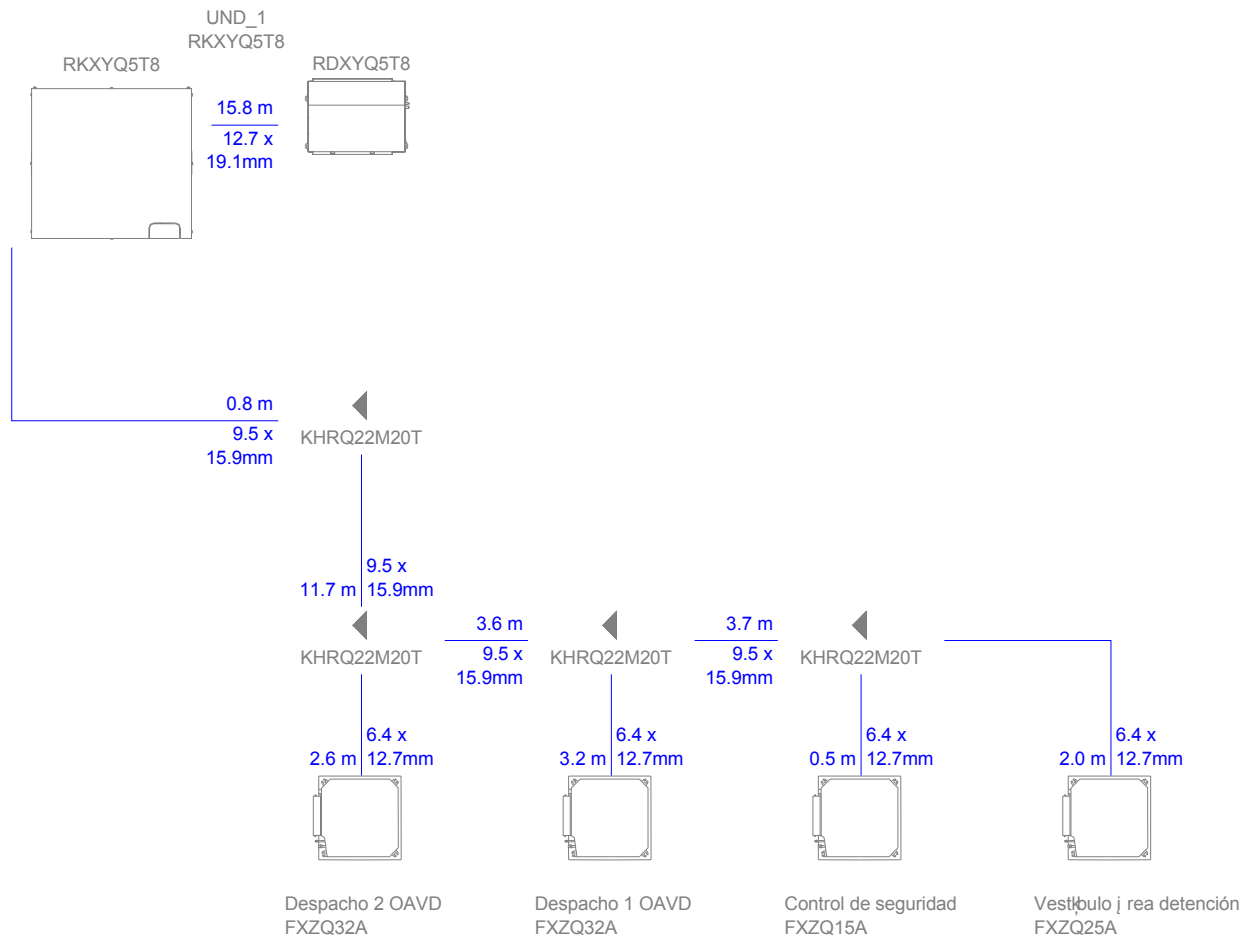 UND_1
RKXYQ5T8
RKXYQ5T8
RDXYQ5T8
15.8 m
12.7 x
19.1mm
0.8 m
9.5 x
15.9mm
KHRQ22M20T
9.5 x
11.7 m 15.9mm
KHRQ22M20T
3.6 m
9.5 x
15.9mm
KHRQ22M20T
3.7 m
9.5 x
15.9mm
KHRQ22M20T
6.4 x
2.6 m 12.7mm
6.4 x
3.2 m 12.7mm
6.4 x
0.5 m 12.7mm
6.4 x
2.0 m 12.7mm
Despacho 2 OAVD
FXZQ32A
Despacho 1 OAVD
FXZQ32A
Control de seguridad
FXZQ15A
rea detención
FXZQ25A